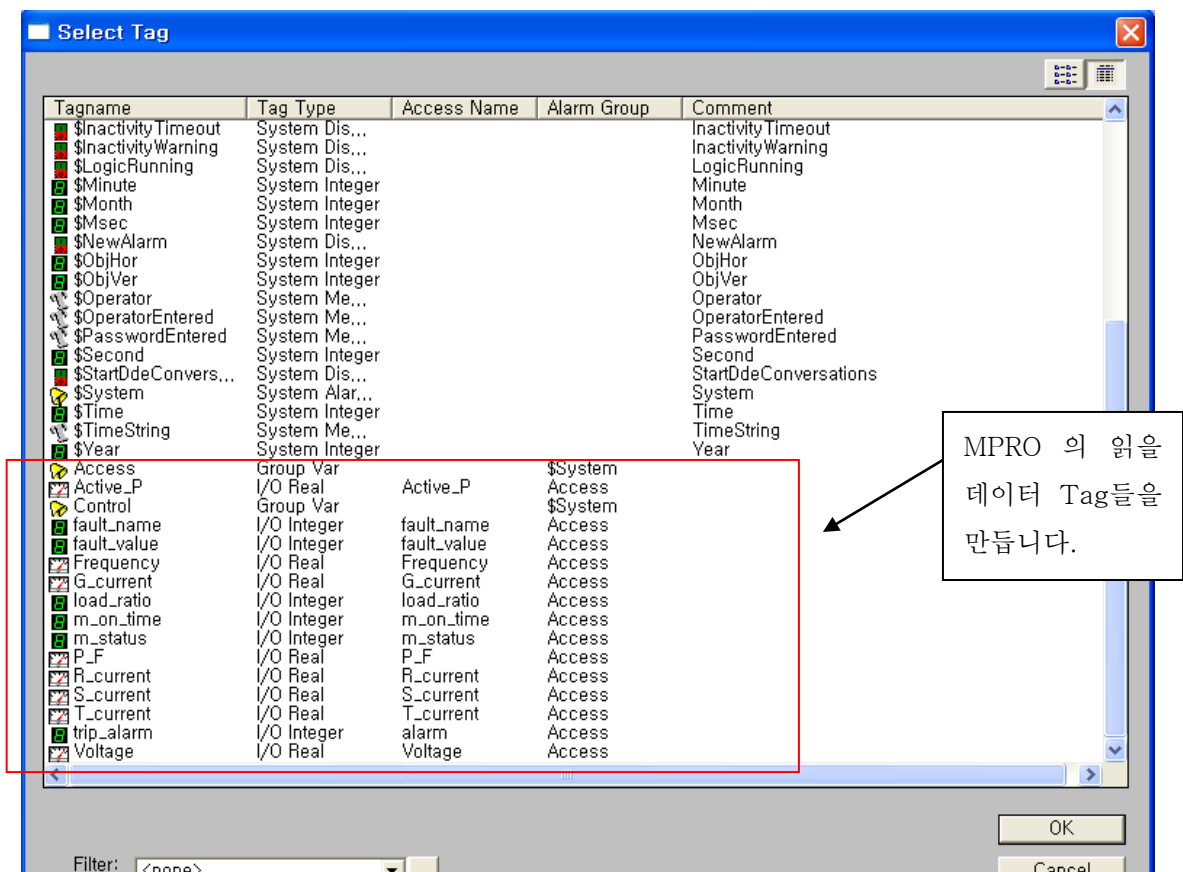 Select Tag
Tagname Tag Type Access Name Alarm Group Comment
$InactivityTimeout System Dis,,, InactivityTimeout
$InactivityWarning System Dis,,, InactivityWarning
$LogicRunning System Dis,,, LogicRunning
$Minute System Integer Minute
$Month System Integer Month
$Msec System Integer Msec
$NewAlarm System Dis,,, NewAlarm
$ObjHor System Integer ObjHor
$ObjVer System Integer ObjVer
$Operator System Me,,, Operator
$OperatorEntered System Me,,, OperatorEntered
$PasswordEntered System Me,,, PasswordEntered
$Second System Integer Second
$StartDdeConvers,,, System Dis,,, StartDdeConversations
$System System Alar,,, System
$Time System Integer Time
$TimeString System Me,,, TimeString
$Year System Integer Year
Access Group Var $System
Active_P I/O Real Active_P Access
Control Group Var $System
fault_name I/O Integer fault_name Access
fault_value I/O Integer fault_value Access
Frequency I/O Real Frequency Access
G_current I/O Real G_current Access
load_ratio I/O Integer load_ratio Access
m_on_time I/O Integer m_on_time Access
m_status I/O Integer m_status Access
P_F I/O Real P_F Access
R_current I/O Real R_current Access
S_current I/O Real S_current Access
T_current I/O Real T_current Access
trip_alarm I/O Integer alarm Access
Voltage I/O Real Voltage Access
MPRO 의 읽을
데이터 Tag들을
만듭니다.
OK
Filter: <none>
Cancel